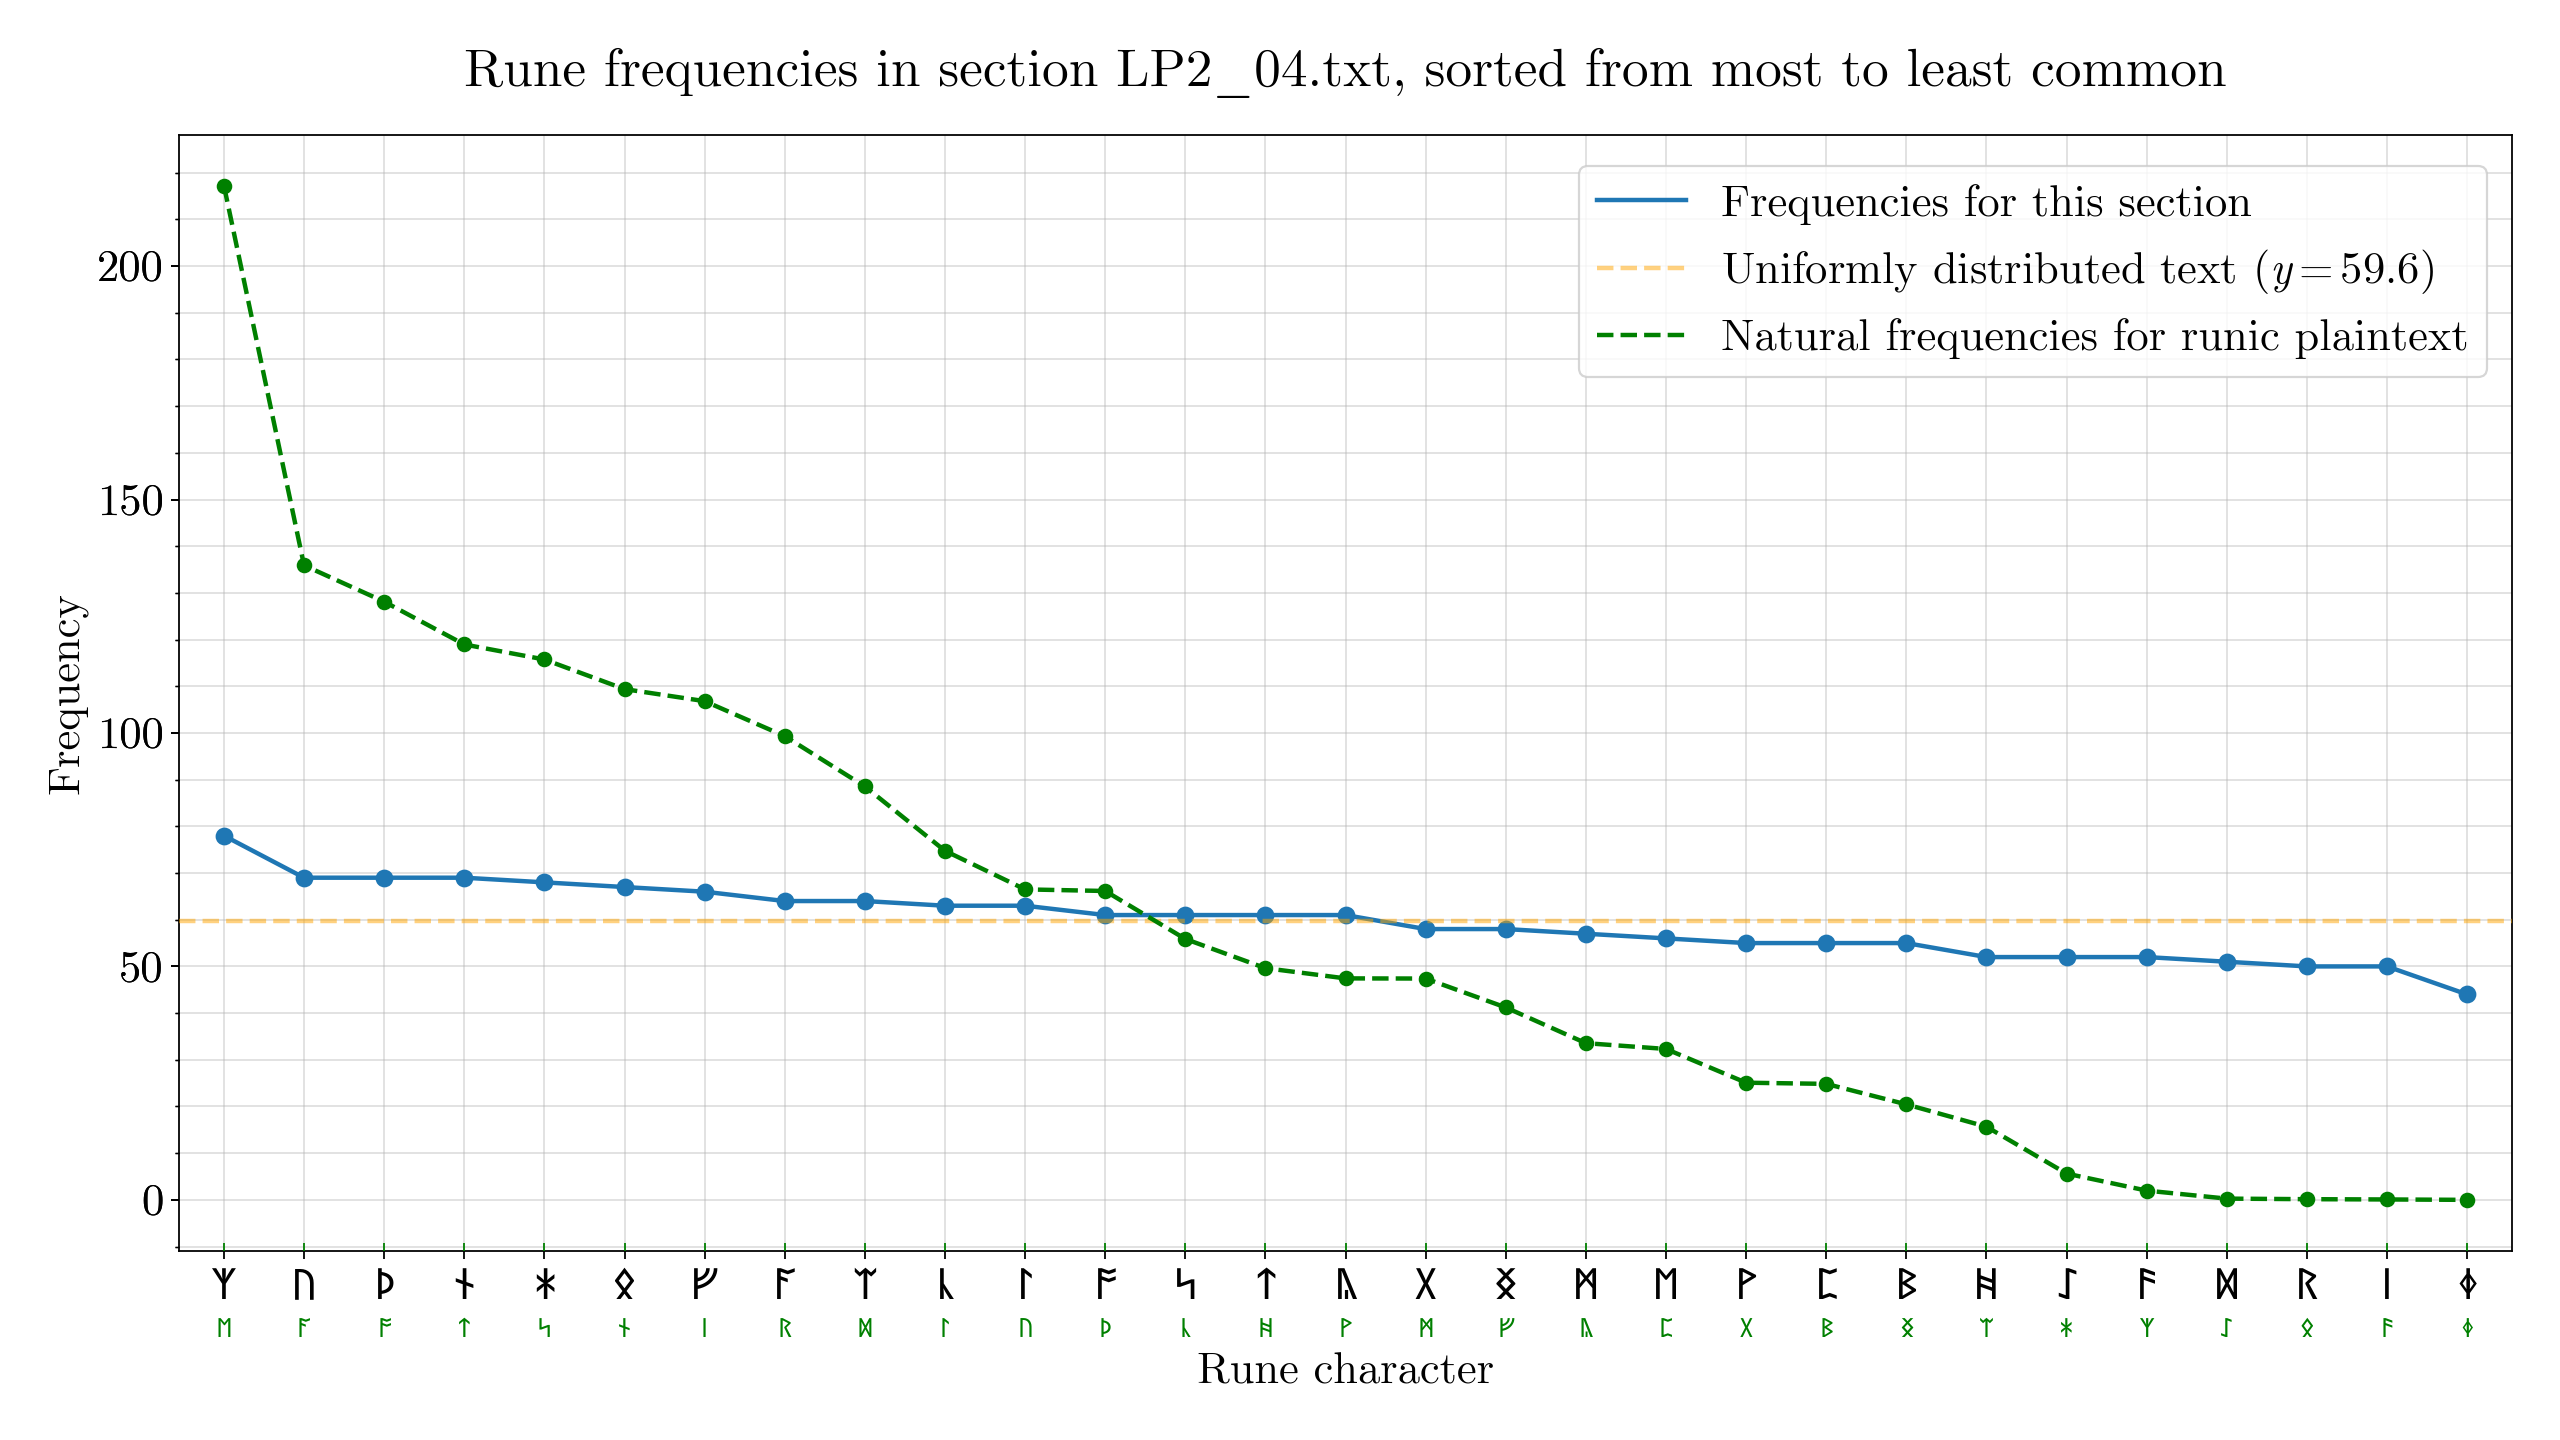 Rune frequencies in section LP2_04.txt, sorted from most to least common
Frequencies for this section
Uniformly distributed text (y = 59.6)
Natural frequencies for runic plaintext
Frequency
200
150
100
50
0
ᛉ ᚢ ᚦ ᚾ ᛡ ᛟ ᚠ ᚪ ᛠ ᚳ ᛚ ᚩ ᛋ ᛏ ᚣ ᚷ ᛝ ᛗ ᛖ ᚹ ᛈ ᛒ ᚻ ᛇ ᚫ ᛞ ᚱ ᛁ ᛄ
ᛖ ᚪ ᚩ ᛏ ᛋ ᚾ ᛁ ᚱ ᛞ ᛚ ᚢ ᚦ ᚳ ᚻ ᚹ ᛗ ᚠ ᚣ ᛈ ᚷ ᛒ ᛝ ᛠ ᛡ ᛉ ᛇ ᛟ ᚫ ᛄ
Rune character